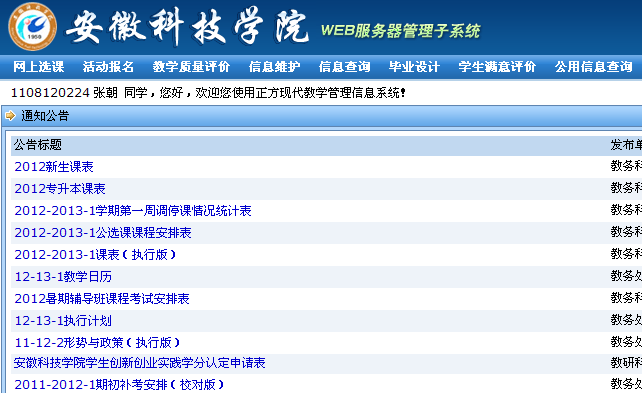 安徽科技学院 WEB服务器管理子系统
1950
网上选课 活动报名 教学质量评价 信息维护 信息查询 毕业设计 学生满意评价 公用信息查询
1108120224 张朝 同学，您好，欢迎您使用正方现代教学管理信息系统！
通知公告
公告标题 发布单
2012新生课表 教务科
2012专升本课表 教务科
2012-2013-1学期第一周调停课情况统计表 教务科
2012-2013-1公选课课程安排表 教务科
2012-2013-1课表（执行版） 教务科
12-13-1教学日历 教务处
2012暑期辅导班课程考试安排表 教务科
12-13-1执行计划 教务处
11-12-2形势与政策（执行版） 教务处
安徽科技学院学生创新创业实践学分认定申请表 教研科
2011-2012-1期初补考安排（校对版） 教务处